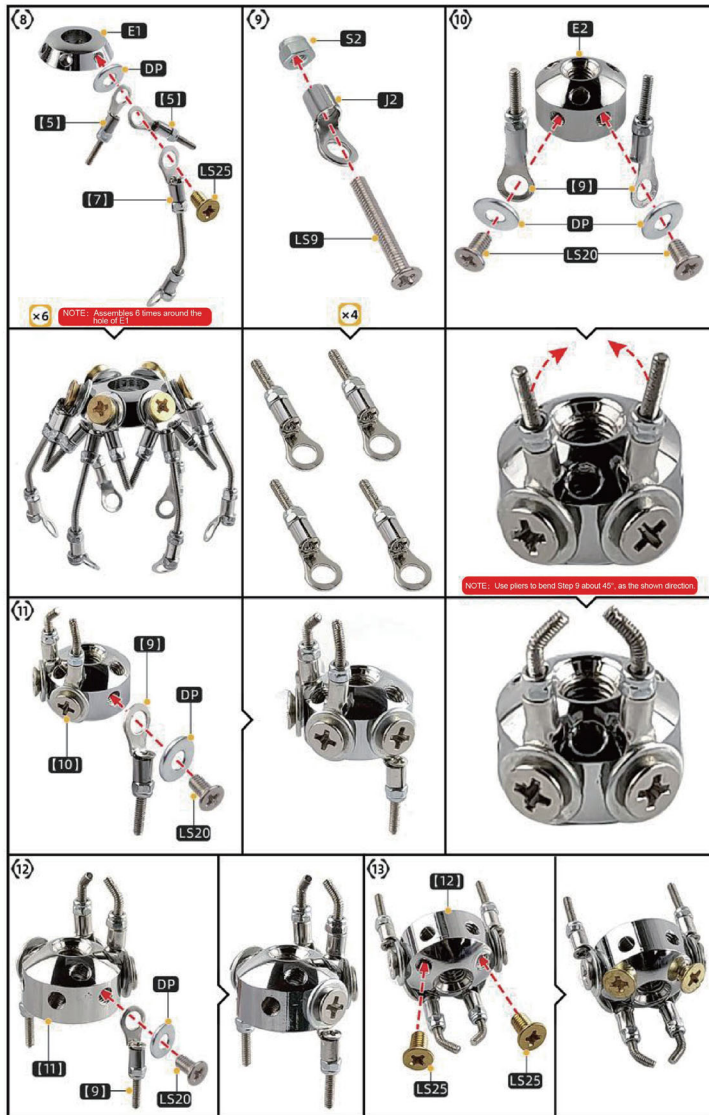 8
E1
DP
[5]
[5]
[7]
LS25
×6
NOTE: Assembles 6 times around the
hole of E1
9
S2
J2
LS9
×4
10
E2
[9]
DP
LS20
NOTE: Use pliers to bend Step 9 about 45°, as the shown direction.
11
[9]
DP
[10]
LS20
12
DP
[11]
[9]
LS20
13
[12]
LS25
LS25